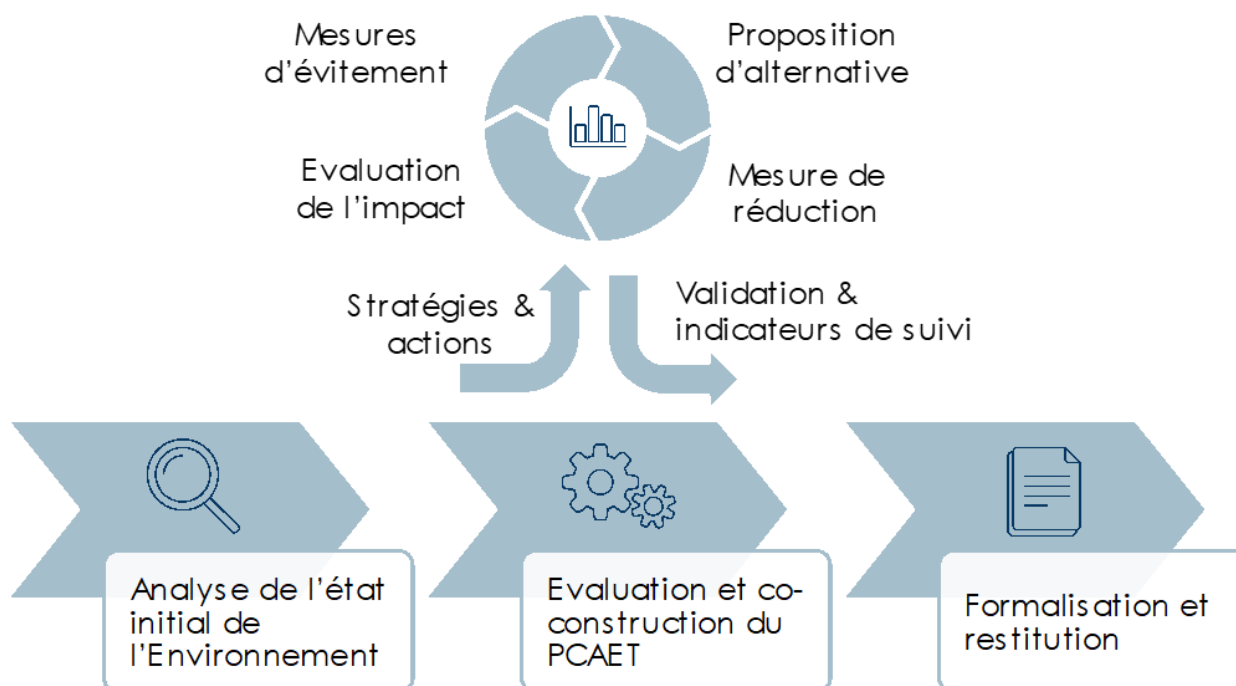 Mesures
d'évitement
Proposition
d'alternative
Evaluation
de l'impact
Mesure de
réduction
Stratégies &
actions
Validation &
indicateurs de suivi
Analyse de l'état
initial de
l'Environnement
Evaluation et co-
construction du
PCAET
Formalisation et
restitution